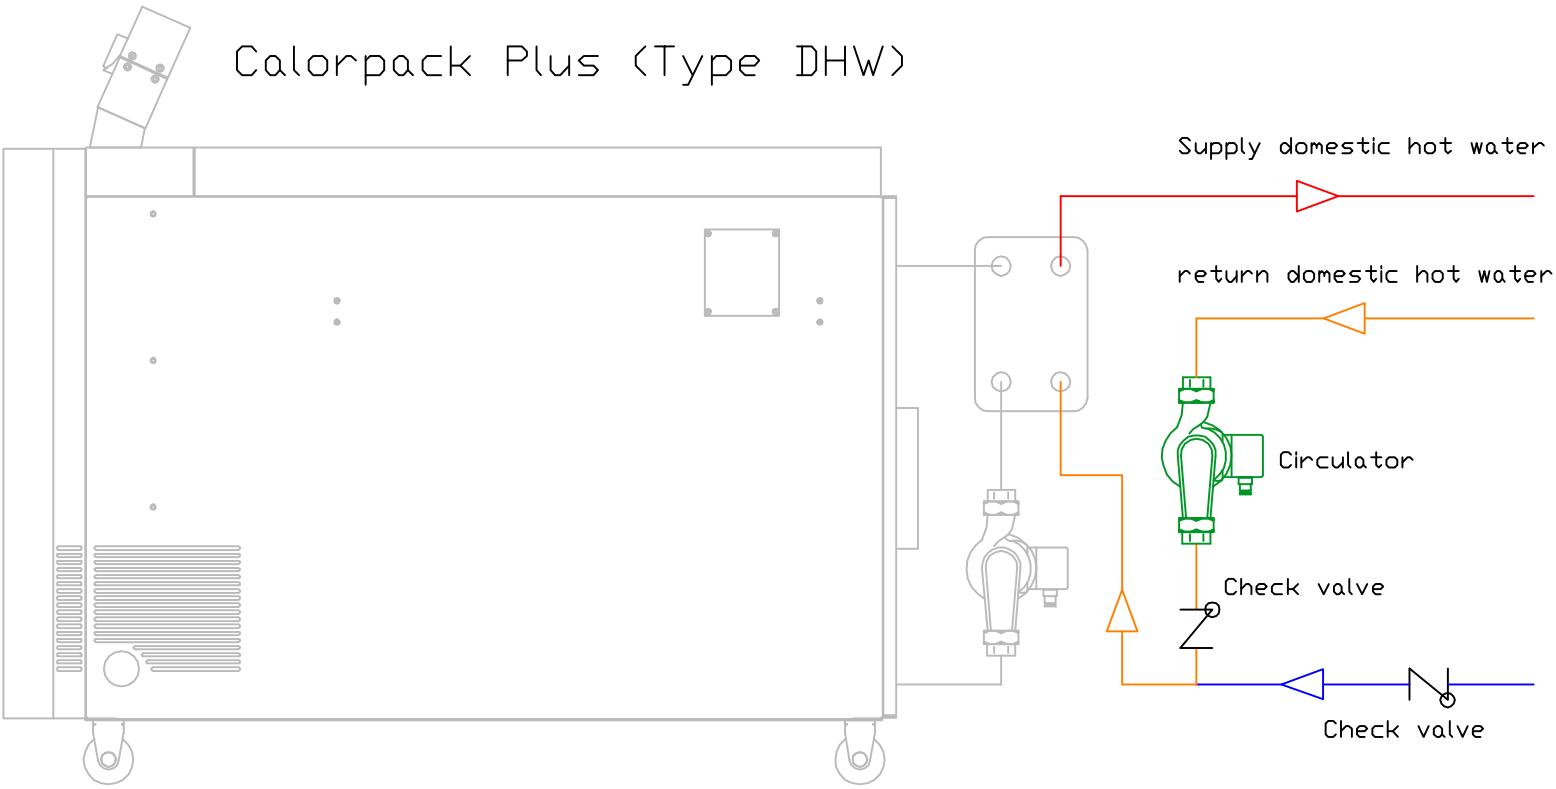 Calorpack Plus (Type DHW)
Supply domestic hot water
return domestic hot water
Circulator
Check valve
Check valve